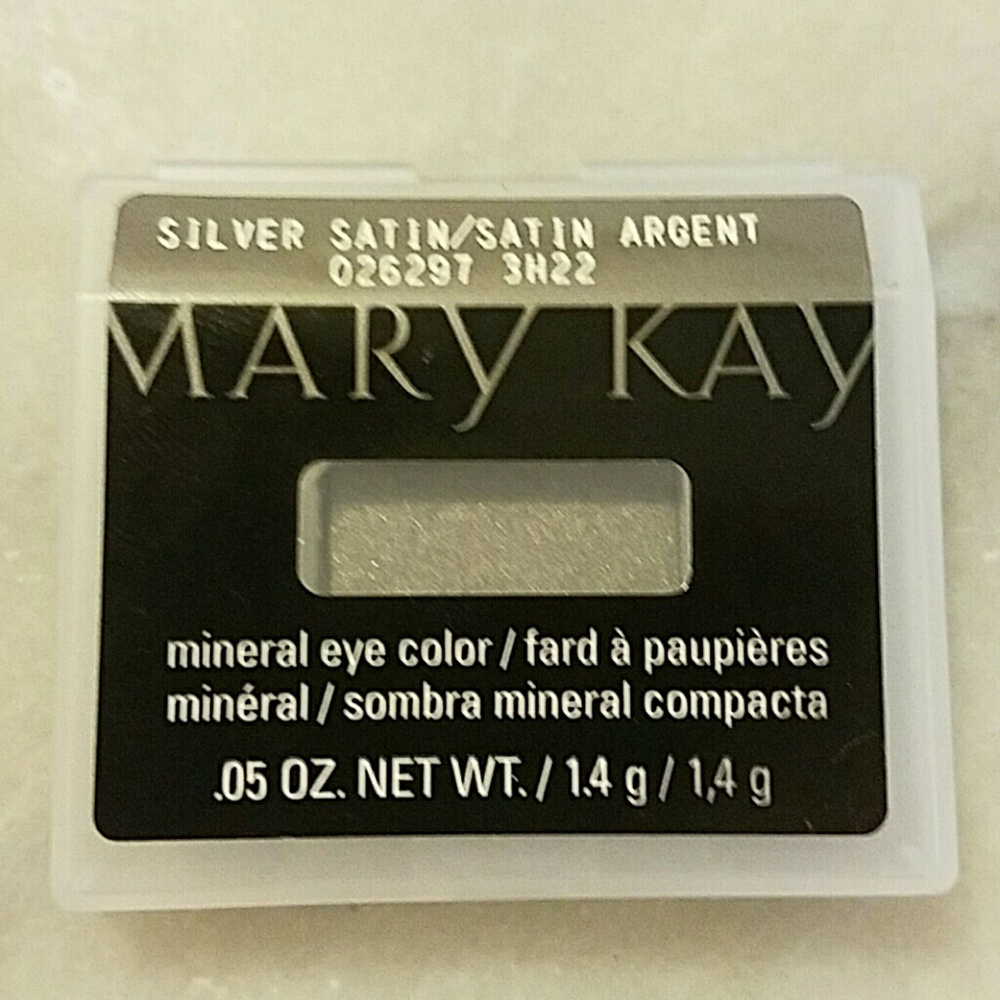 SILVER SATIN/SATIN ARGENT
026297 3H22
MARY KAY
mineral eye color / fard à paupières
minéral / sombra mineral compacta
.05 OZ. NET WT. / 1.4 g / 1,4 g